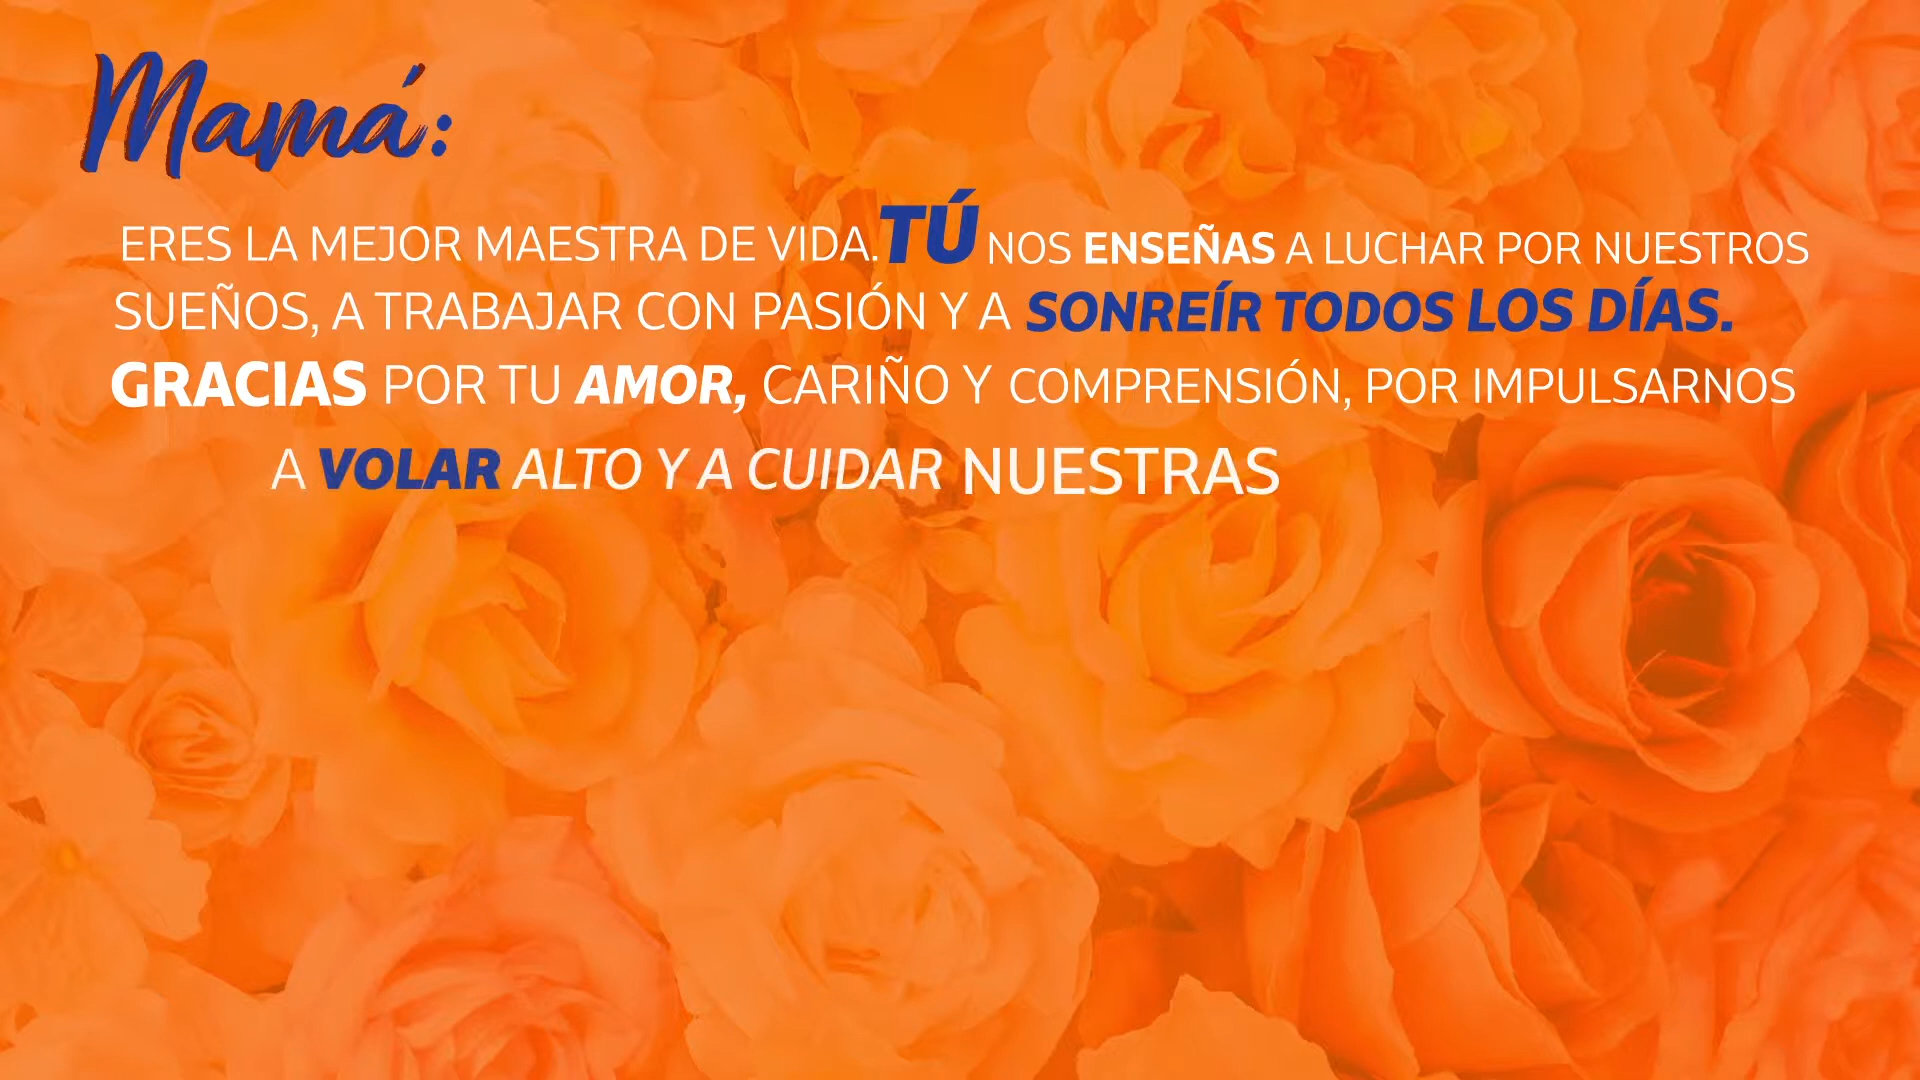 Mamá:
ERES LA MEJOR MAESTRA DE VIDA. TÚ NOS ENSEÑAS A LUCHAR POR NUESTROS
SUEÑOS, A TRABAJAR CON PASIÓN Y A SONREÍR TODOS LOS DÍAS.
GRACIAS POR TU AMOR, CARIÑO Y COMPRENSIÓN, POR IMPULSARNOS
A VOLAR ALTO Y A CUIDAR NUESTRAS